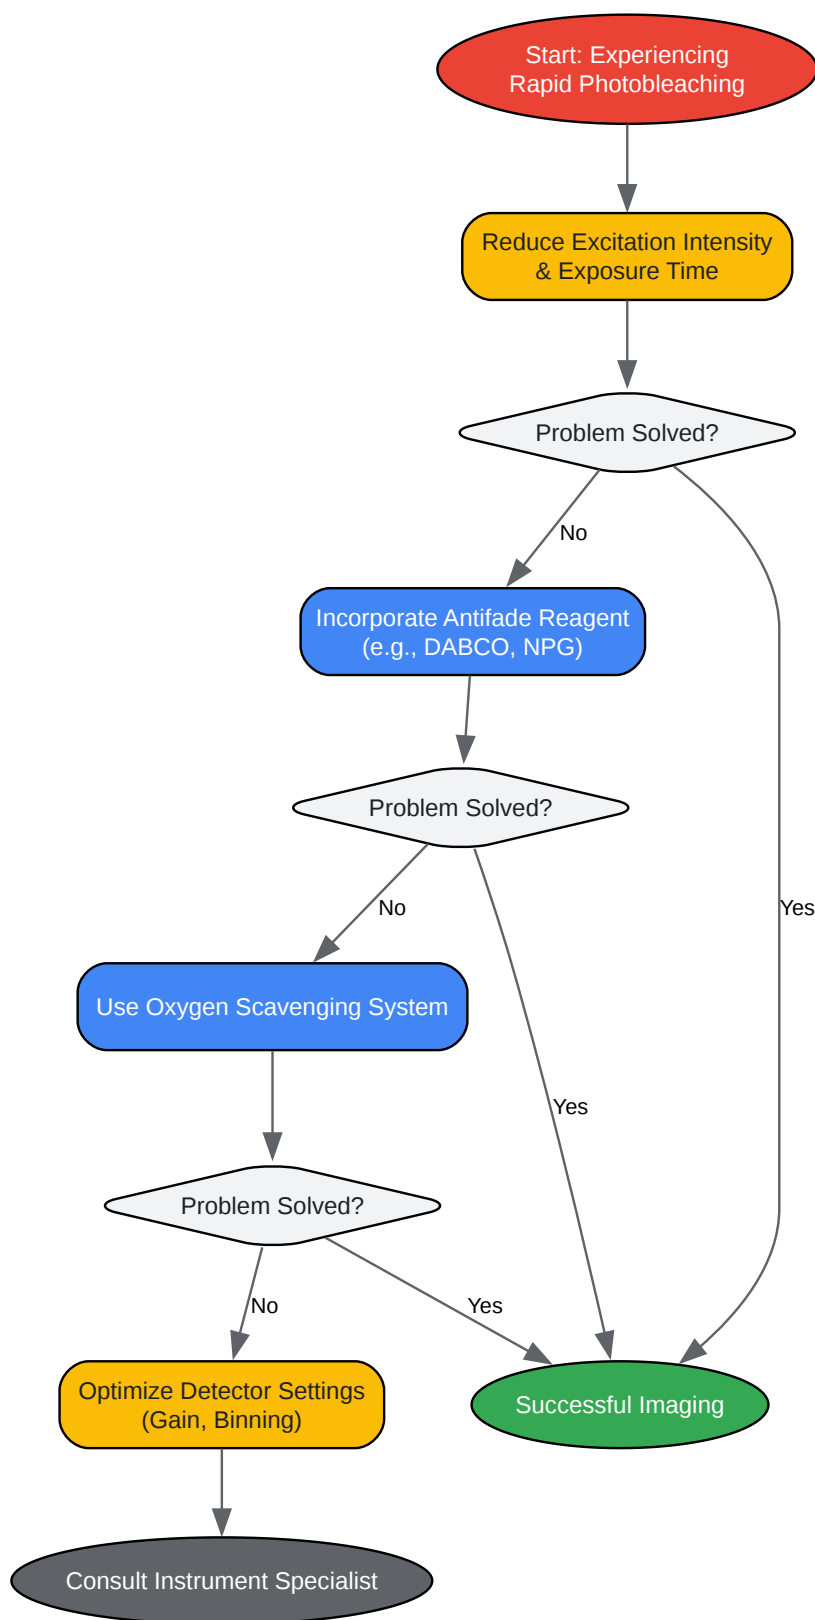 Start: Experiencing
Rapid Photobleaching
Reduce Excitation Intensity
& Exposure Time
Problem Solved?
No
Incorporate Antifade Reagent
(e.g., DABCO, NPG)
Problem Solved?
No
Yes
Use Oxygen Scavenging System
Yes
Problem Solved?
No
Yes
Optimize Detector Settings
(Gain, Binning)
Successful Imaging
Consult Instrument Specialist